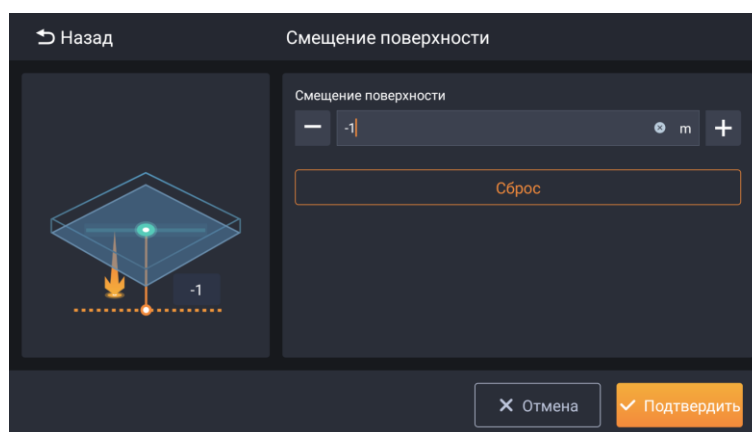 Назад
Смещение поверхности
Смещение поверхности
-1 m
Сброс
-1
Отмена
Подтвердить